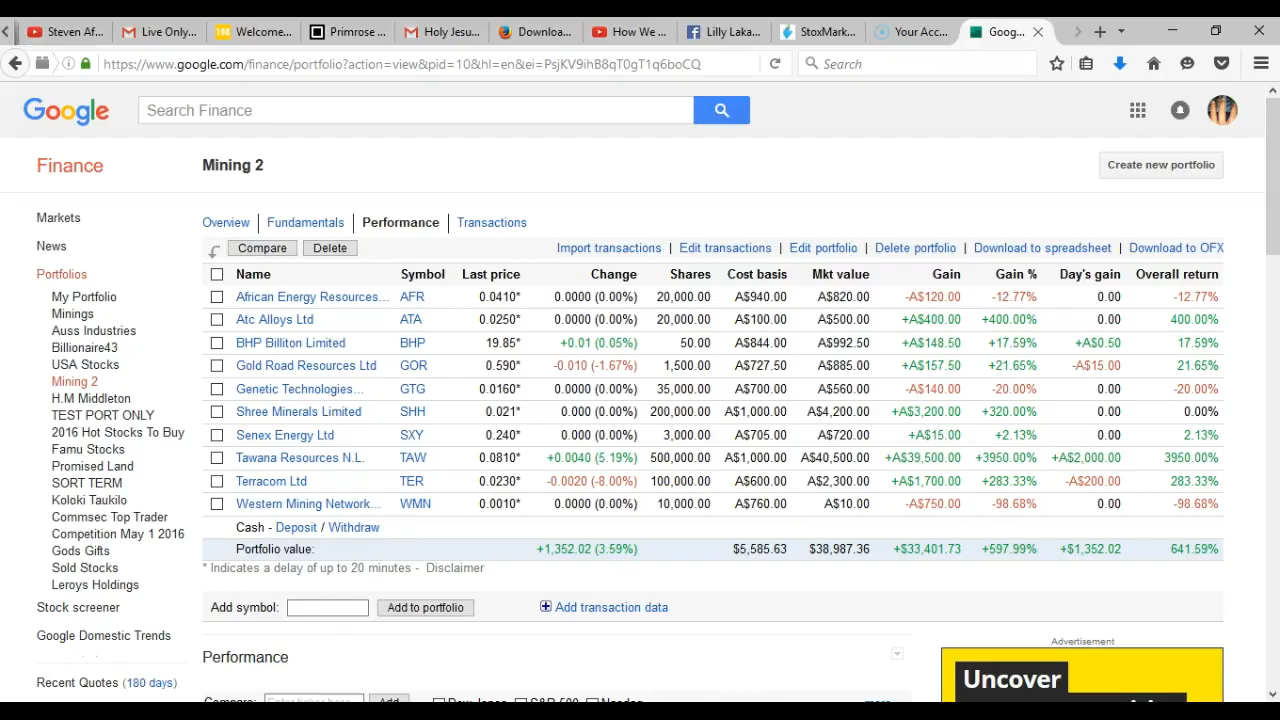 Steven Af... Live Only... Welcome... Primrose ... Holy Jesu... Downloa... How We ... Lilly Laka... StoxMark... Your Acc... Goog...
https://www.google.com/finance/portfolio?action=view&pid=10&hl=en&ei=PsjKV9ihB8qT0gT1q6boCQ Search
Google Search Finance
Finance Mining 2 Create new portfolio
Markets
News
Portfolios
My Portfolio
Minings
Auss Industries
Billionaire43
USA Stocks
Mining 2
H.M Middleton
TEST PORT ONLY
2016 Hot Stocks To Buy
Famu Stocks
Promised Land
SORT TERM
Koloki Taukilo
Commsec Top Trader
Competition May 1 2016
Gods Gifts
Sold Stocks
Leroys Holdings
Stock screener
Google Domestic Trends
Recent Quotes (180 days)
Overview Fundamentals Performance Transactions
Compare Delete Import transactions | Edit transactions | Edit portfolio | Delete portfolio | Download to spreadsheet | Download to OFX
Name Symbol Last price Change Shares Cost basis Mkt value Gain Gain % Day's gain Overall return
African Energy Resources... AFR 0.0410* 0.0000 (0.00%) 20,000.00 A$940.00 A$820.00 -A$120.00 -12.77% 0.00 -12.77%
Atc Alloys Ltd ATA 0.0250* 0.0000 (0.00%) 20,000.00 A$100.00 A$500.00 +A$400.00 +400.00% 0.00 400.00%
BHP Billiton Limited BHP 19.85* +0.01 (0.05%) 50.00 A$844.00 A$992.50 +A$148.50 +17.59% +A$0.50 17.59%
Gold Road Resources Ltd GOR 0.590* -0.010 (-1.67%) 1,500.00 A$727.50 A$885.00 +A$157.50 +21.65% -A$15.00 21.65%
Genetic Technologies... GTG 0.0160* 0.0000 (0.00%) 35,000.00 A$700.00 A$560.00 -A$140.00 -20.00% 0.00 -20.00%
Shree Minerals Limited SHH 0.021* 0.000 (0.00%) 200,000.00 A$1,000.00 A$4,200.00 +A$3,200.00 +320.00% 0.00 0.00%
Senex Energy Ltd SXY 0.240* 0.000 (0.00%) 3,000.00 A$705.00 A$720.00 +A$15.00 +2.13% 0.00 2.13%
Tawana Resources N.L. TAW 0.0810* +0.0040 (5.19%) 500,000.00 A$1,000.00 A$40,500.00 +A$39,500.00 +3950.00% +A$2,000.00 3950.00%
Terracom Ltd TER 0.0230* -0.0020 (-8.00%) 100,000.00 A$600.00 A$2,300.00 +A$1,700.00 +283.33% -A$200.00 283.33%
Western Mining Network... WMN 0.0010* 0.0000 (0.00%) 10,000.00 A$760.00 A$10.00 -A$750.00 -98.68% 0.00 -98.68%
Cash - Deposit / Withdraw
Portfolio value: +1,352.02 (3.59%) $5,585.63 $38,987.36 +$33,401.73 +597.99% +$1,352.02 641.59%
* Indicates a delay of up to 20 minutes - Disclaimer
Add symbol: Add to portfolio Add transaction data
Performance
Advertisement
Uncover
Compare: Enter ticker here Add Dow Jones S&P 500 Nasdaq more